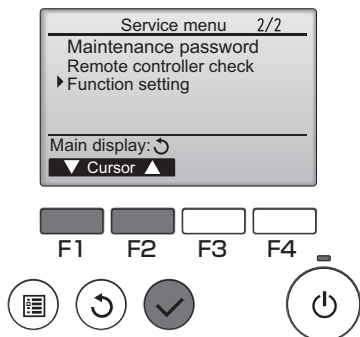 Service menu 2/2
Maintenance password
Remote controller check
Function setting
Main display:
Cursor
F1 F2 F3 F4